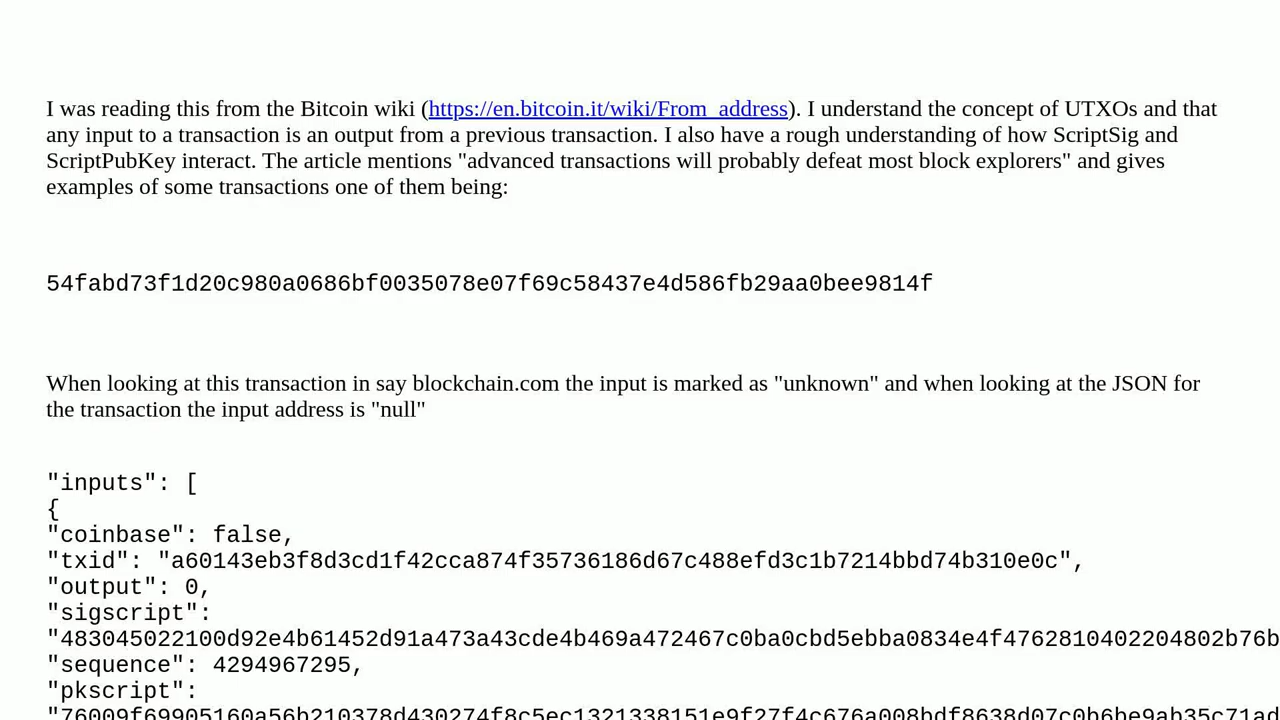 I was reading this from the Bitcoin wiki (https://en.bitcoin.it/wiki/From_address). I understand the concept of UTXOs and that
any input to a transaction is an output from a previous transaction. I also have a rough understanding of how ScriptSig and
ScriptPubKey interact. The article mentions "advanced transactions will probably defeat most block explorers" and gives
examples of some transactions one of them being:
54fabd73f1d20c980a0686bf0035078e07f69c58437e4d586fb29aa0bee9814f
When looking at this transaction in say blockchain.com the input is marked as "unknown" and when looking at the JSON for
the transaction the input address is "null"
"inputs": [
{
"coinbase": false,
"txid": "a60143eb3f8d3cd1f42cca874f35736186d67c488efd3c1b7214bbd74b310e0c",
"output": 0,
"sigscript":
"483045022100d92e4b61452d91a473a43cde4b469a472467c0ba0cbd5ebba0834e4f4762810402204802b76b
"sequence": 4294967295,
"pkscript":
"76009f69905160a56b210378d430274f8c5ec1321338151e9f27f4c676a008bdf8638d07c0b6be9ab35c71ad